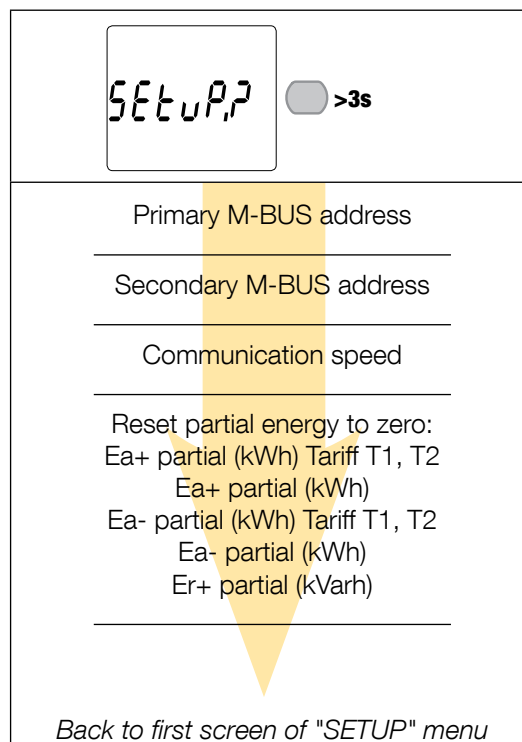 SEtuP,?
>3s
Primary M-BUS address
Secondary M-BUS address
Communication speed
Reset partial energy to zero:
Ea+ partial (kWh) Tariff T1, T2
Ea+ partial (kWh)
Ea- partial (kWh) Tariff T1, T2
Ea- partial (kWh)
Er+ partial (kVarh)
Back to first screen of "SETUP" menu